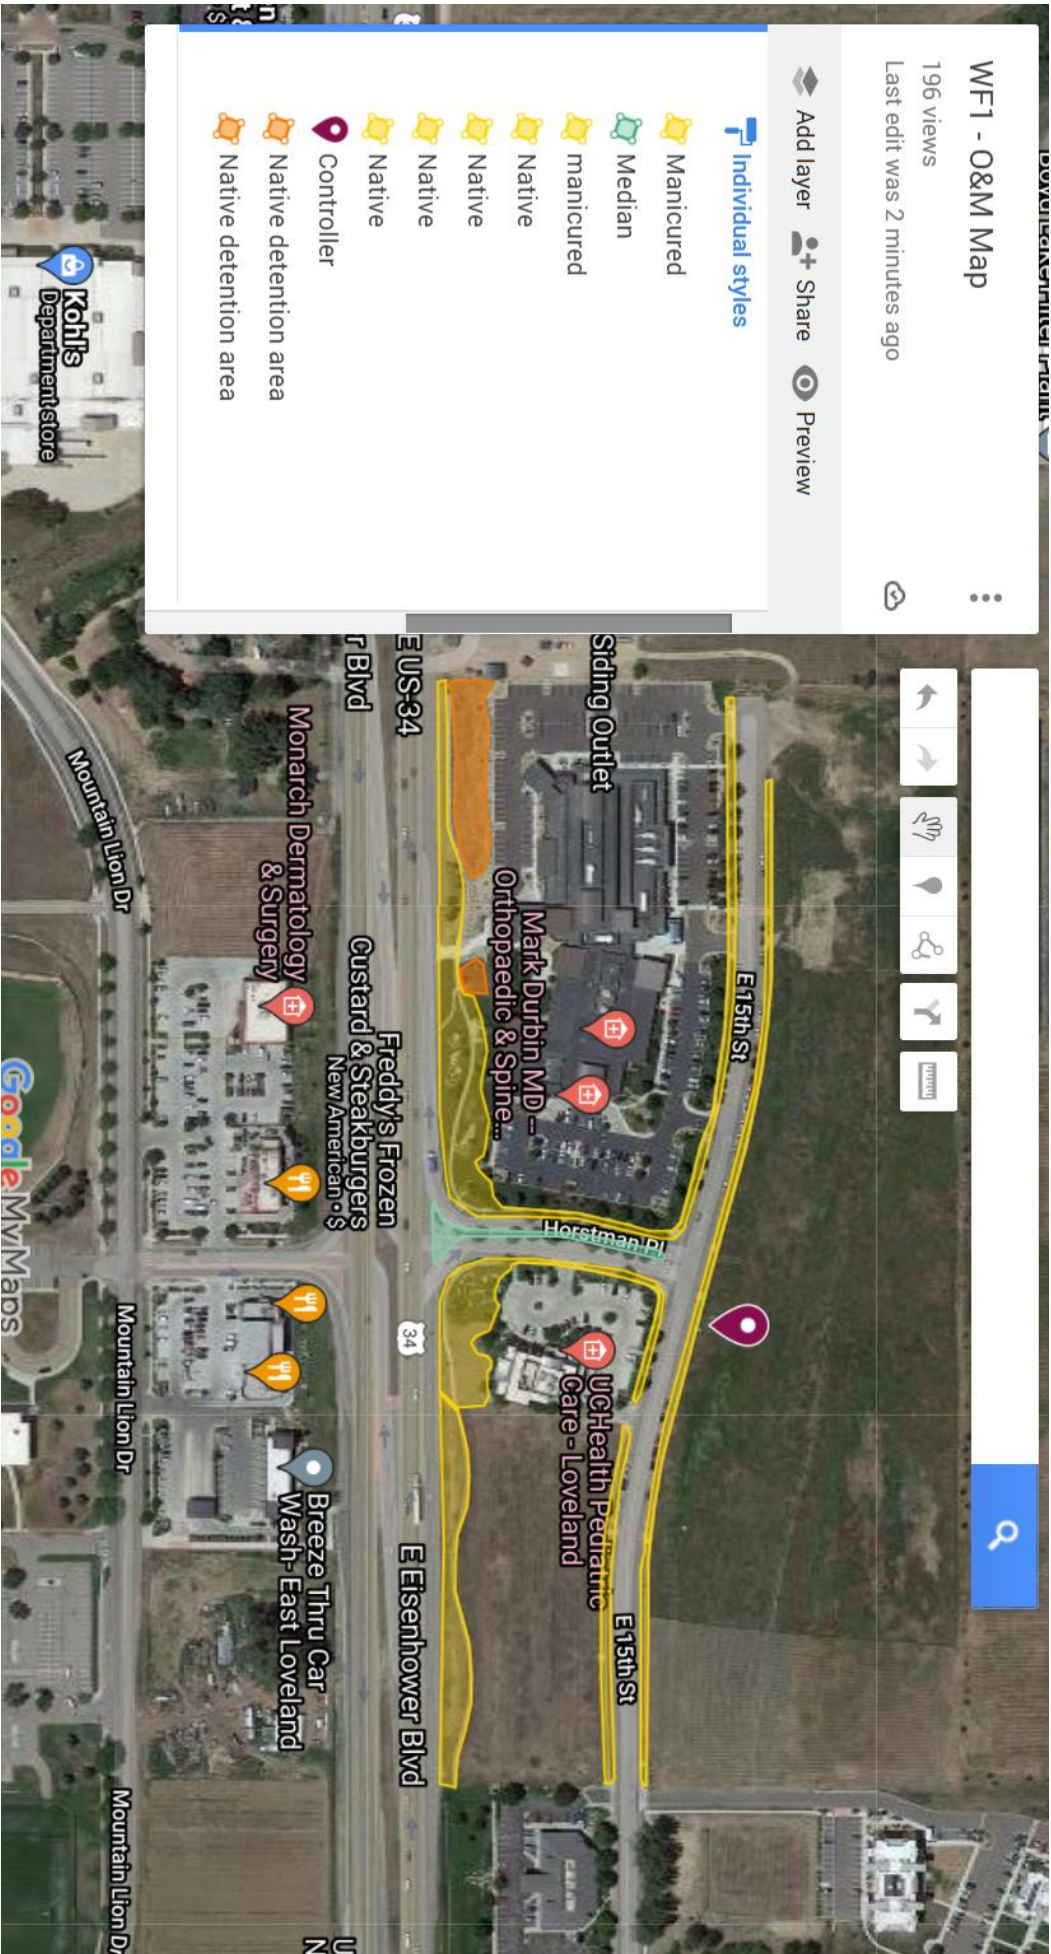 WF1 - O&M Map
196 views
Last edit was 2 minutes ago
Add layer
Share
Preview
Individual styles
Manicured
Median
manicured
Native
Native
Native
Native
Controller
Native detention area
Native detention area
Kohl's
Department store
Siding Outlet
E US-34
r Blvd
E 15th St
Mark Durbin MD –
Orthopaedic & Spine...
Horstman Pl
UCHealth Pediatric
Care - Loveland
E 15th St
34
E Eisenhower Blvd
Monarch Dermatology
& Surgery
Freddy's Frozen
Custard & Steakburgers
New American • $
Breeze Thru Car
Wash- East Loveland
Mountain Lion Dr
Mountain Lion Dr
Mountain Lion Dr
Google My Maps